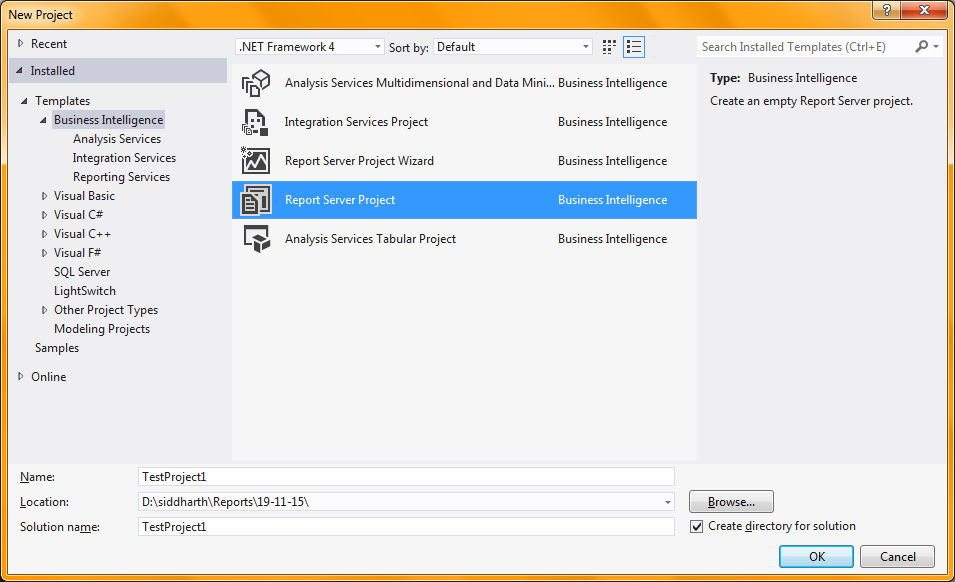 New Project
?
Recent
.NET Framework 4
Sort by:
Default
Search Installed Templates (Ctrl+E)
Installed
Templates
Business Intelligence
Analysis Services
Integration Services
Reporting Services
Visual Basic
Visual C#
Visual C++
Visual F#
SQL Server
LightSwitch
Other Project Types
Modeling Projects
Samples
Online
Analysis Services Multidimensional and Data Mini... Business Intelligence
Integration Services Project Business Intelligence
Report Server Project Wizard Business Intelligence
Report Server Project Business Intelligence
Analysis Services Tabular Project Business Intelligence
Type: Business Intelligence
Create an empty Report Server project.
Name: TestProject1
Location: D:\siddharth\Reports\19-11-15\ Browse...
Solution name: TestProject1
Create directory for solution
OK Cancel